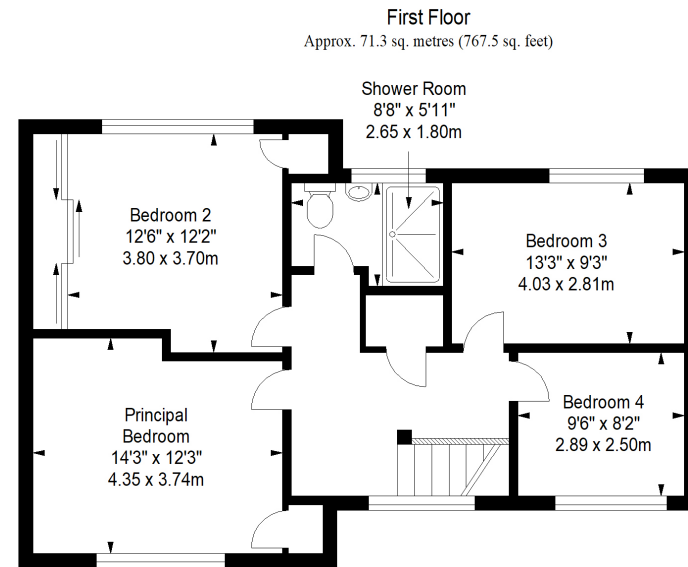 First Floor
Approx. 71.3 sq. metres (767.5 sq. feet)
Shower Room
8'8" x 5'11"
2.65 x 1.80m
Bedroom 2
12'6" x 12'2"
3.80 x 3.70m
Bedroom 3
13'3" x 9'3"
4.03 x 2.81m
Principal
Bedroom
14'3" x 12'3"
4.35 x 3.74m
Bedroom 4
9'6" x 8'2"
2.89 x 2.50m